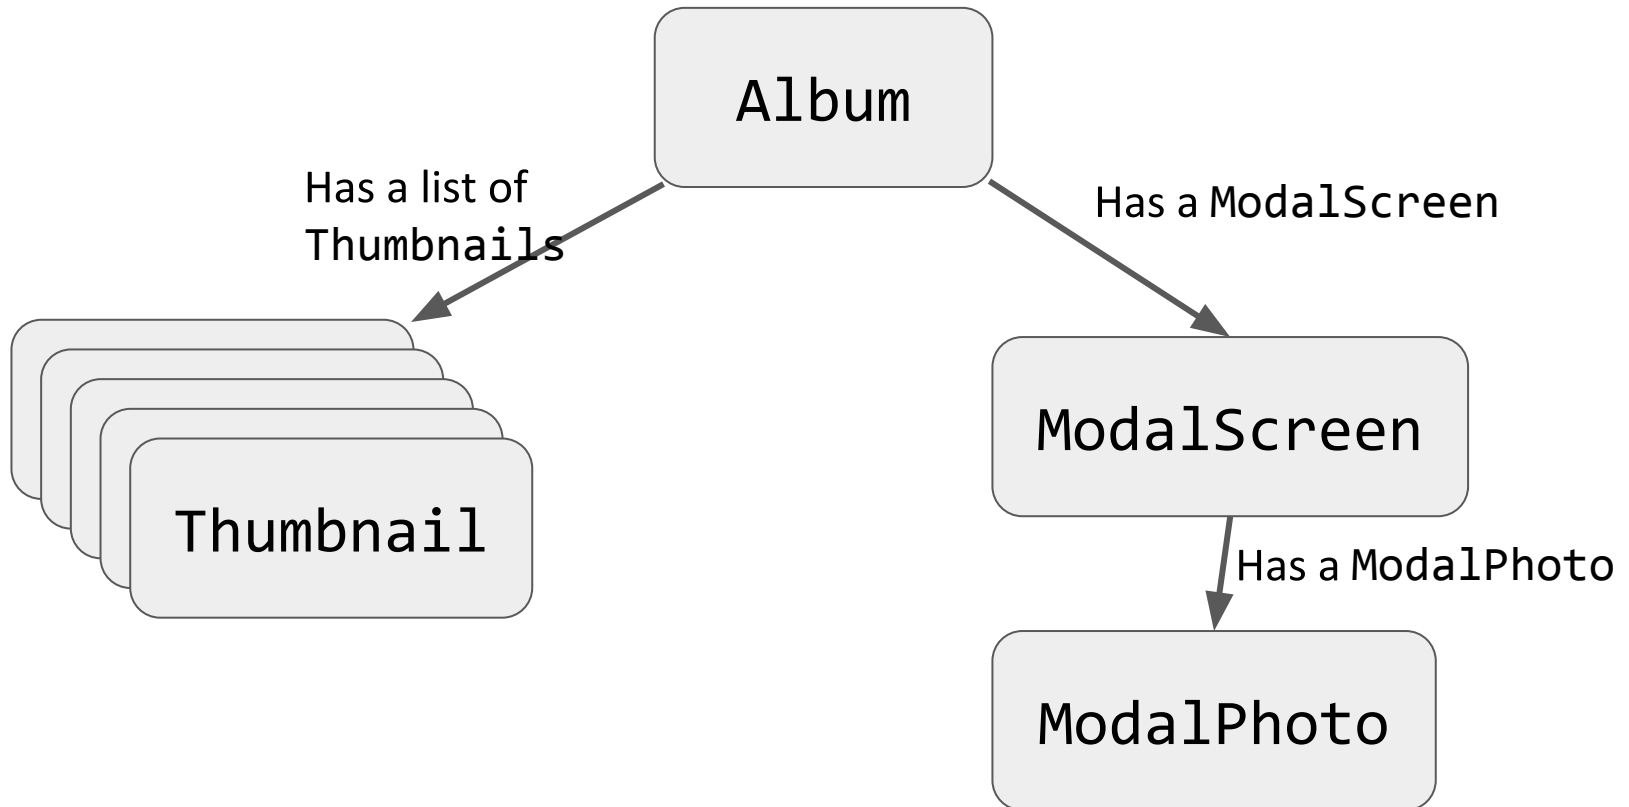 Album
Has a list of
Thumbnails
Has a ModalScreen
Thumbnail
ModalScreen
Has a ModalPhoto
ModalPhoto